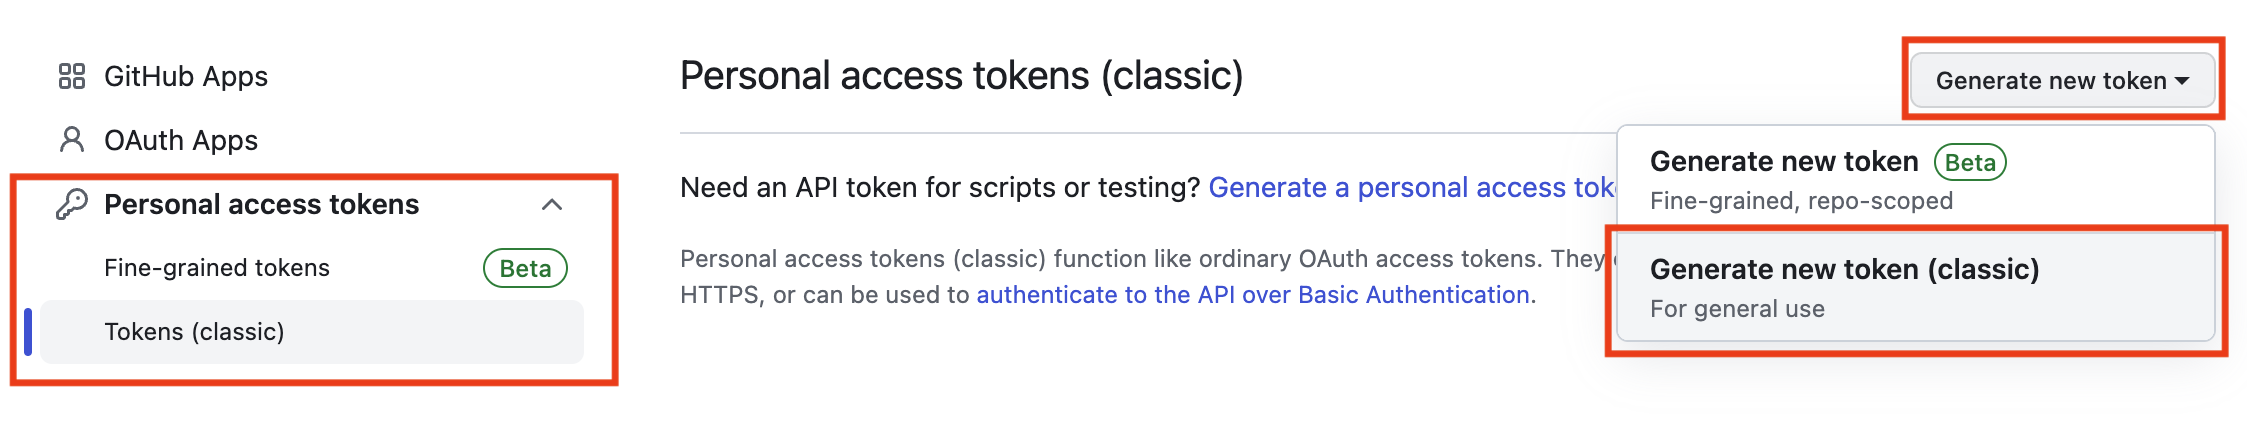 GitHub Apps
OAuth Apps
Personal access tokens
Fine-grained tokens Beta
Tokens (classic)
Personal access tokens (classic)
Generate new token
Need an API token for scripts or testing? Generate a personal access
Generate new token Beta
Fine-grained, repo-scoped
Generate new token (classic)
For general use
Personal access tokens (classic) function like ordinary OAuth access tokens. They
HTTPS, or can be used to authenticate to the API over Basic Authentication.